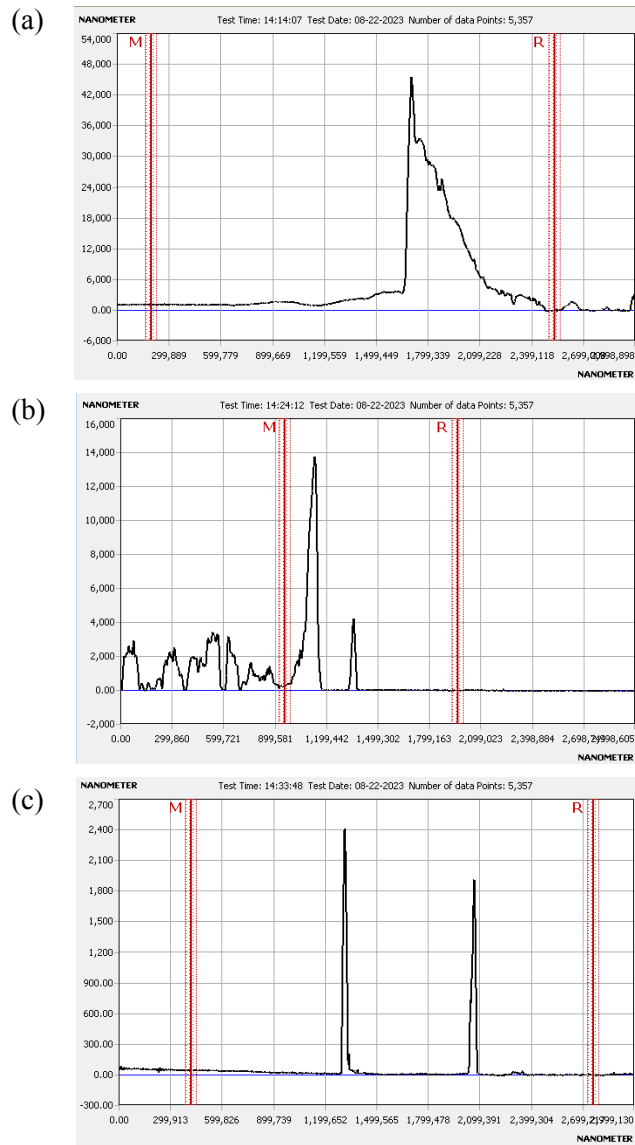 (a)
NANOMETER Test Time: 14:14:07 Test Date: 08-22-2023 Number of data Points: 5,357
M R
54,000
48,000
42,000
36,000
30,000
24,000
18,000
12,000
6,000
0.00
-6,000
0.00 299,889 599,779 899,669 1,199,559 1,499,449 1,799,339 2,099,228 2,399,118 2,898,898
NANOMETER
(b)
NANOMETER Test Time: 14:24:12 Test Date: 08-22-2023 Number of data Points: 5,357
M R
16,000
14,000
12,000
10,000
8,000
6,000
4,000
2,000
0.00
-2,000
0.00 299,860 599,721 899,581 1,199,442 1,499,302 1,799,163 2,099,023 2,398,884
NANOMETER
(c)
NANOMETER Test Time: 14:33:48 Test Date: 08-22-2023 Number of data Points: 5,357
M R
2,700
2,400
2,100
1,800
1,500
1,200
900.00
600.00
300.00
0.00
-300.00
0.00 299,913 599,826 899,739 1,199,652 1,499,565 1,799,478 2,099,391 2,399,304
NANOMETER